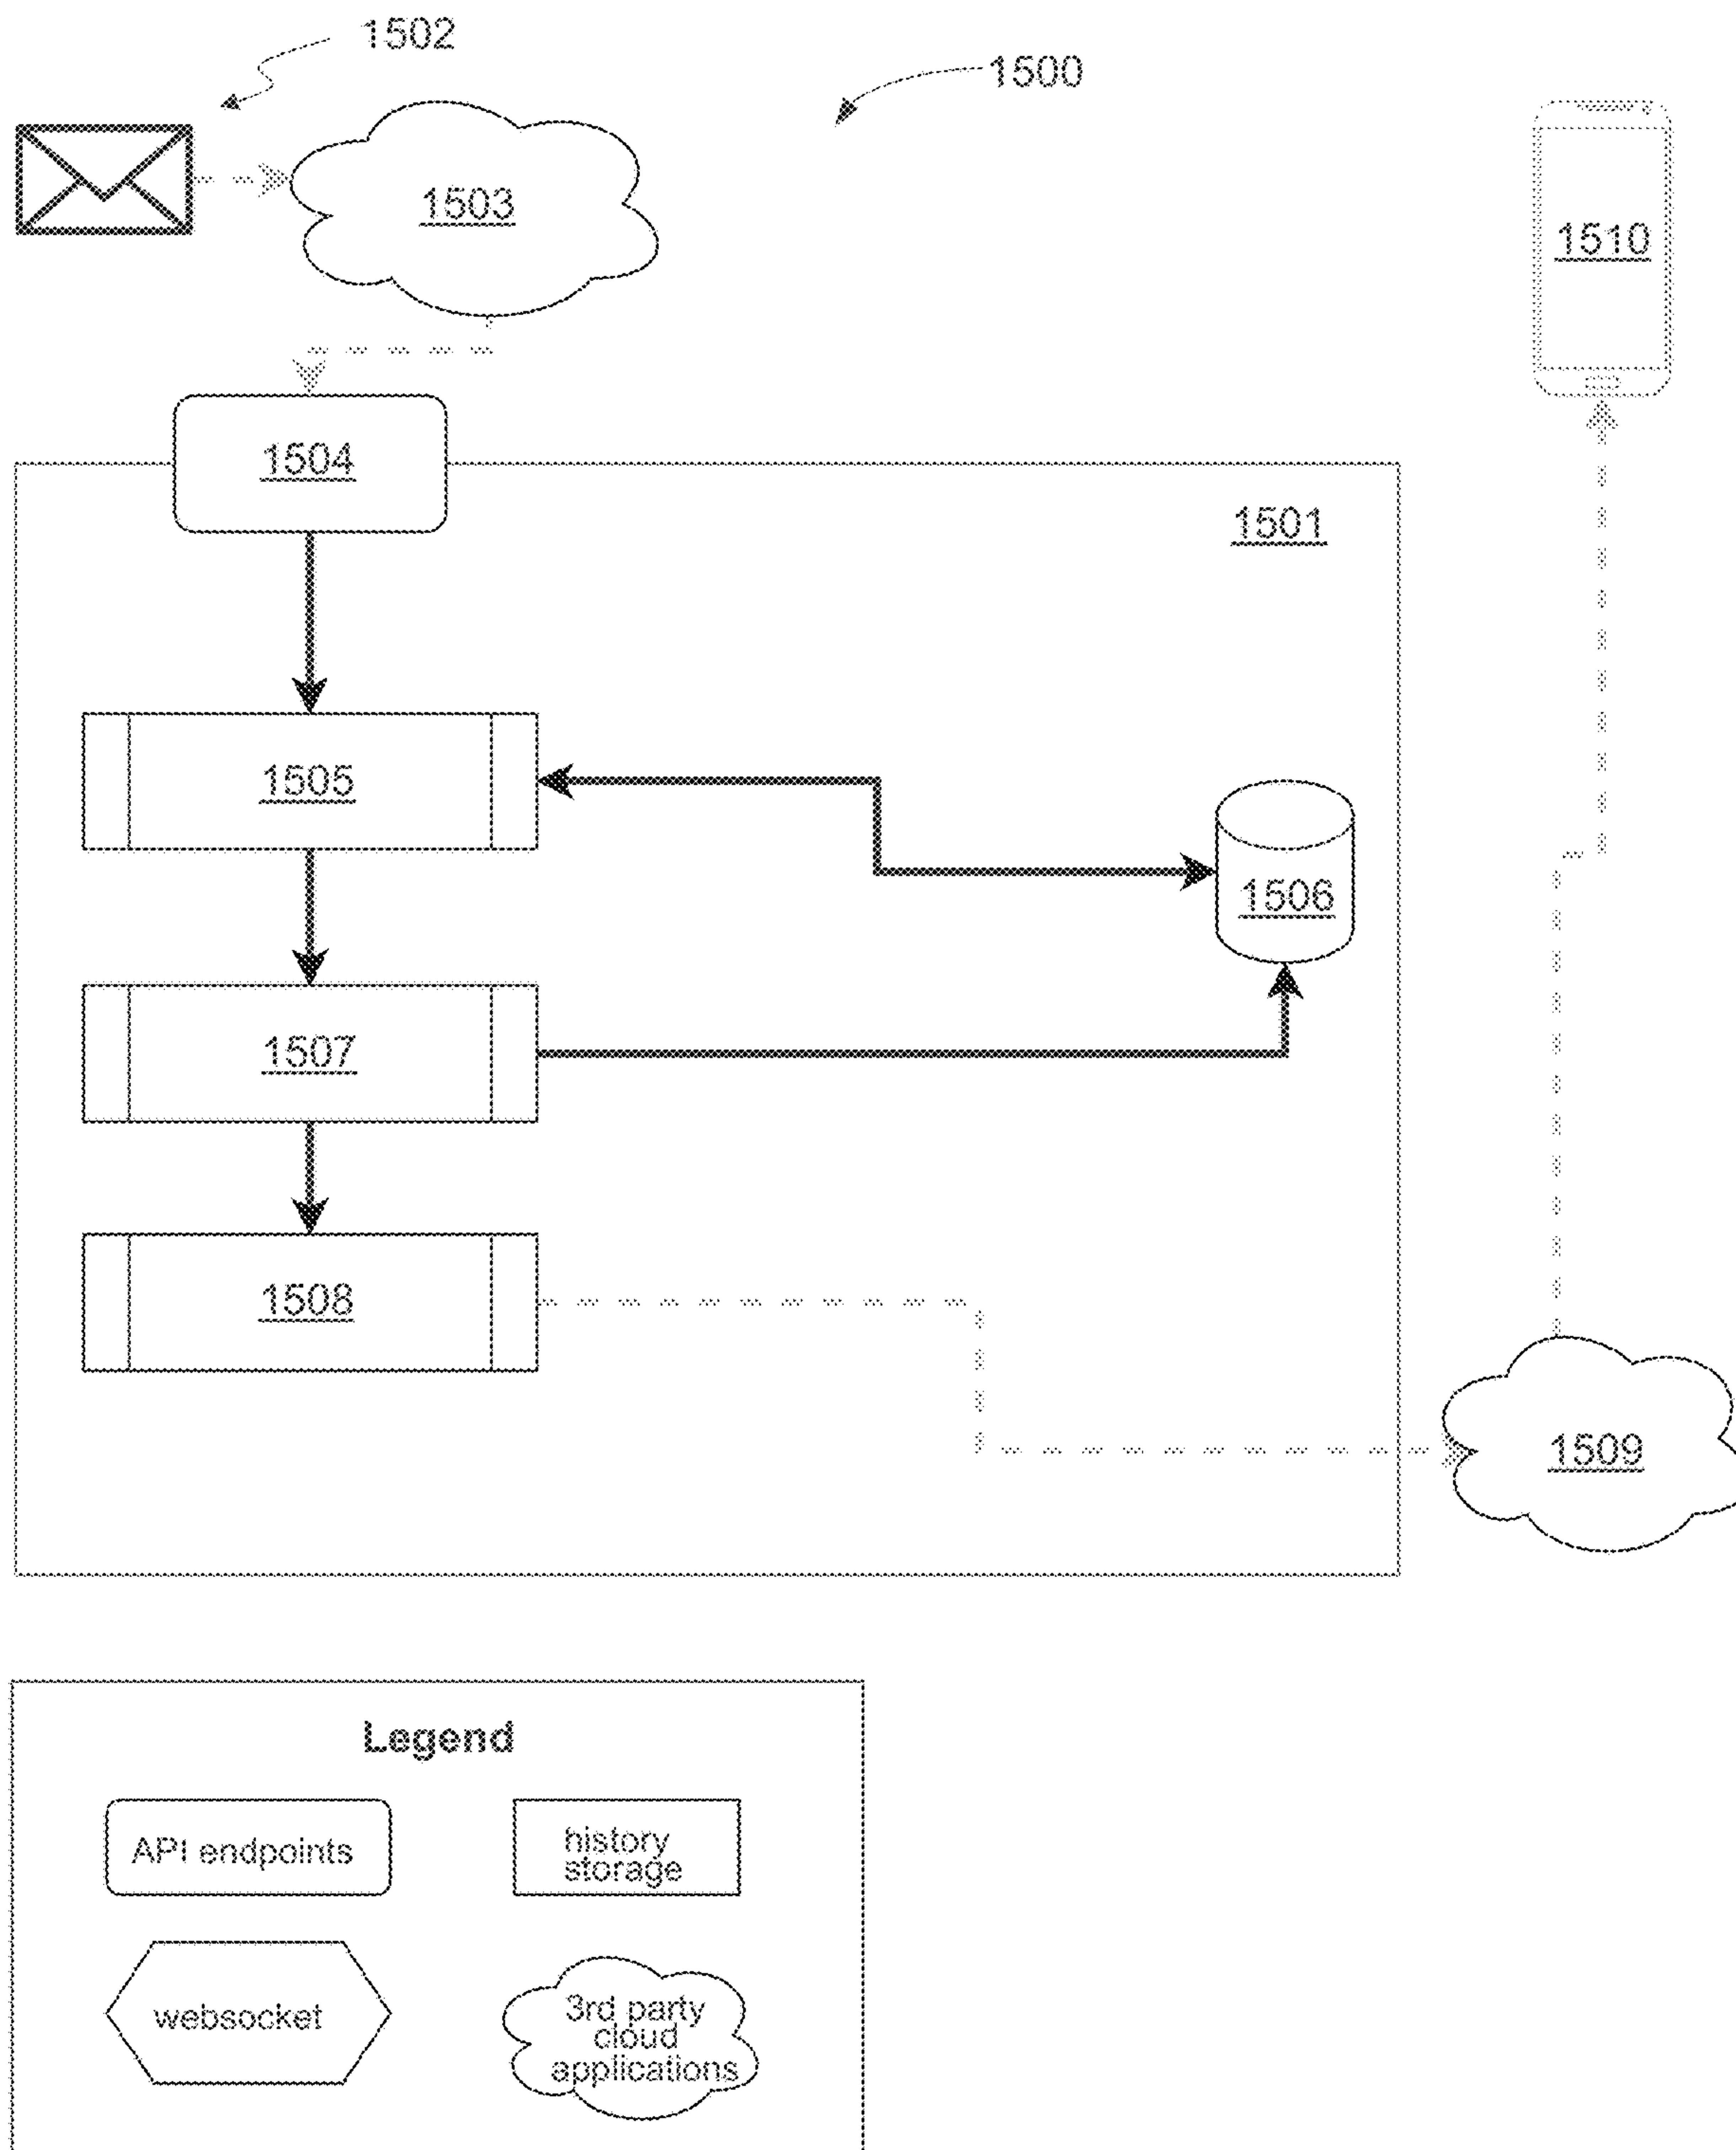 1502
1500
1503
1510
1504
1501
1505
1506
1507
1508
1509
Legend
API endpoints
history
storage
websocket
3rd party
cloud
applications